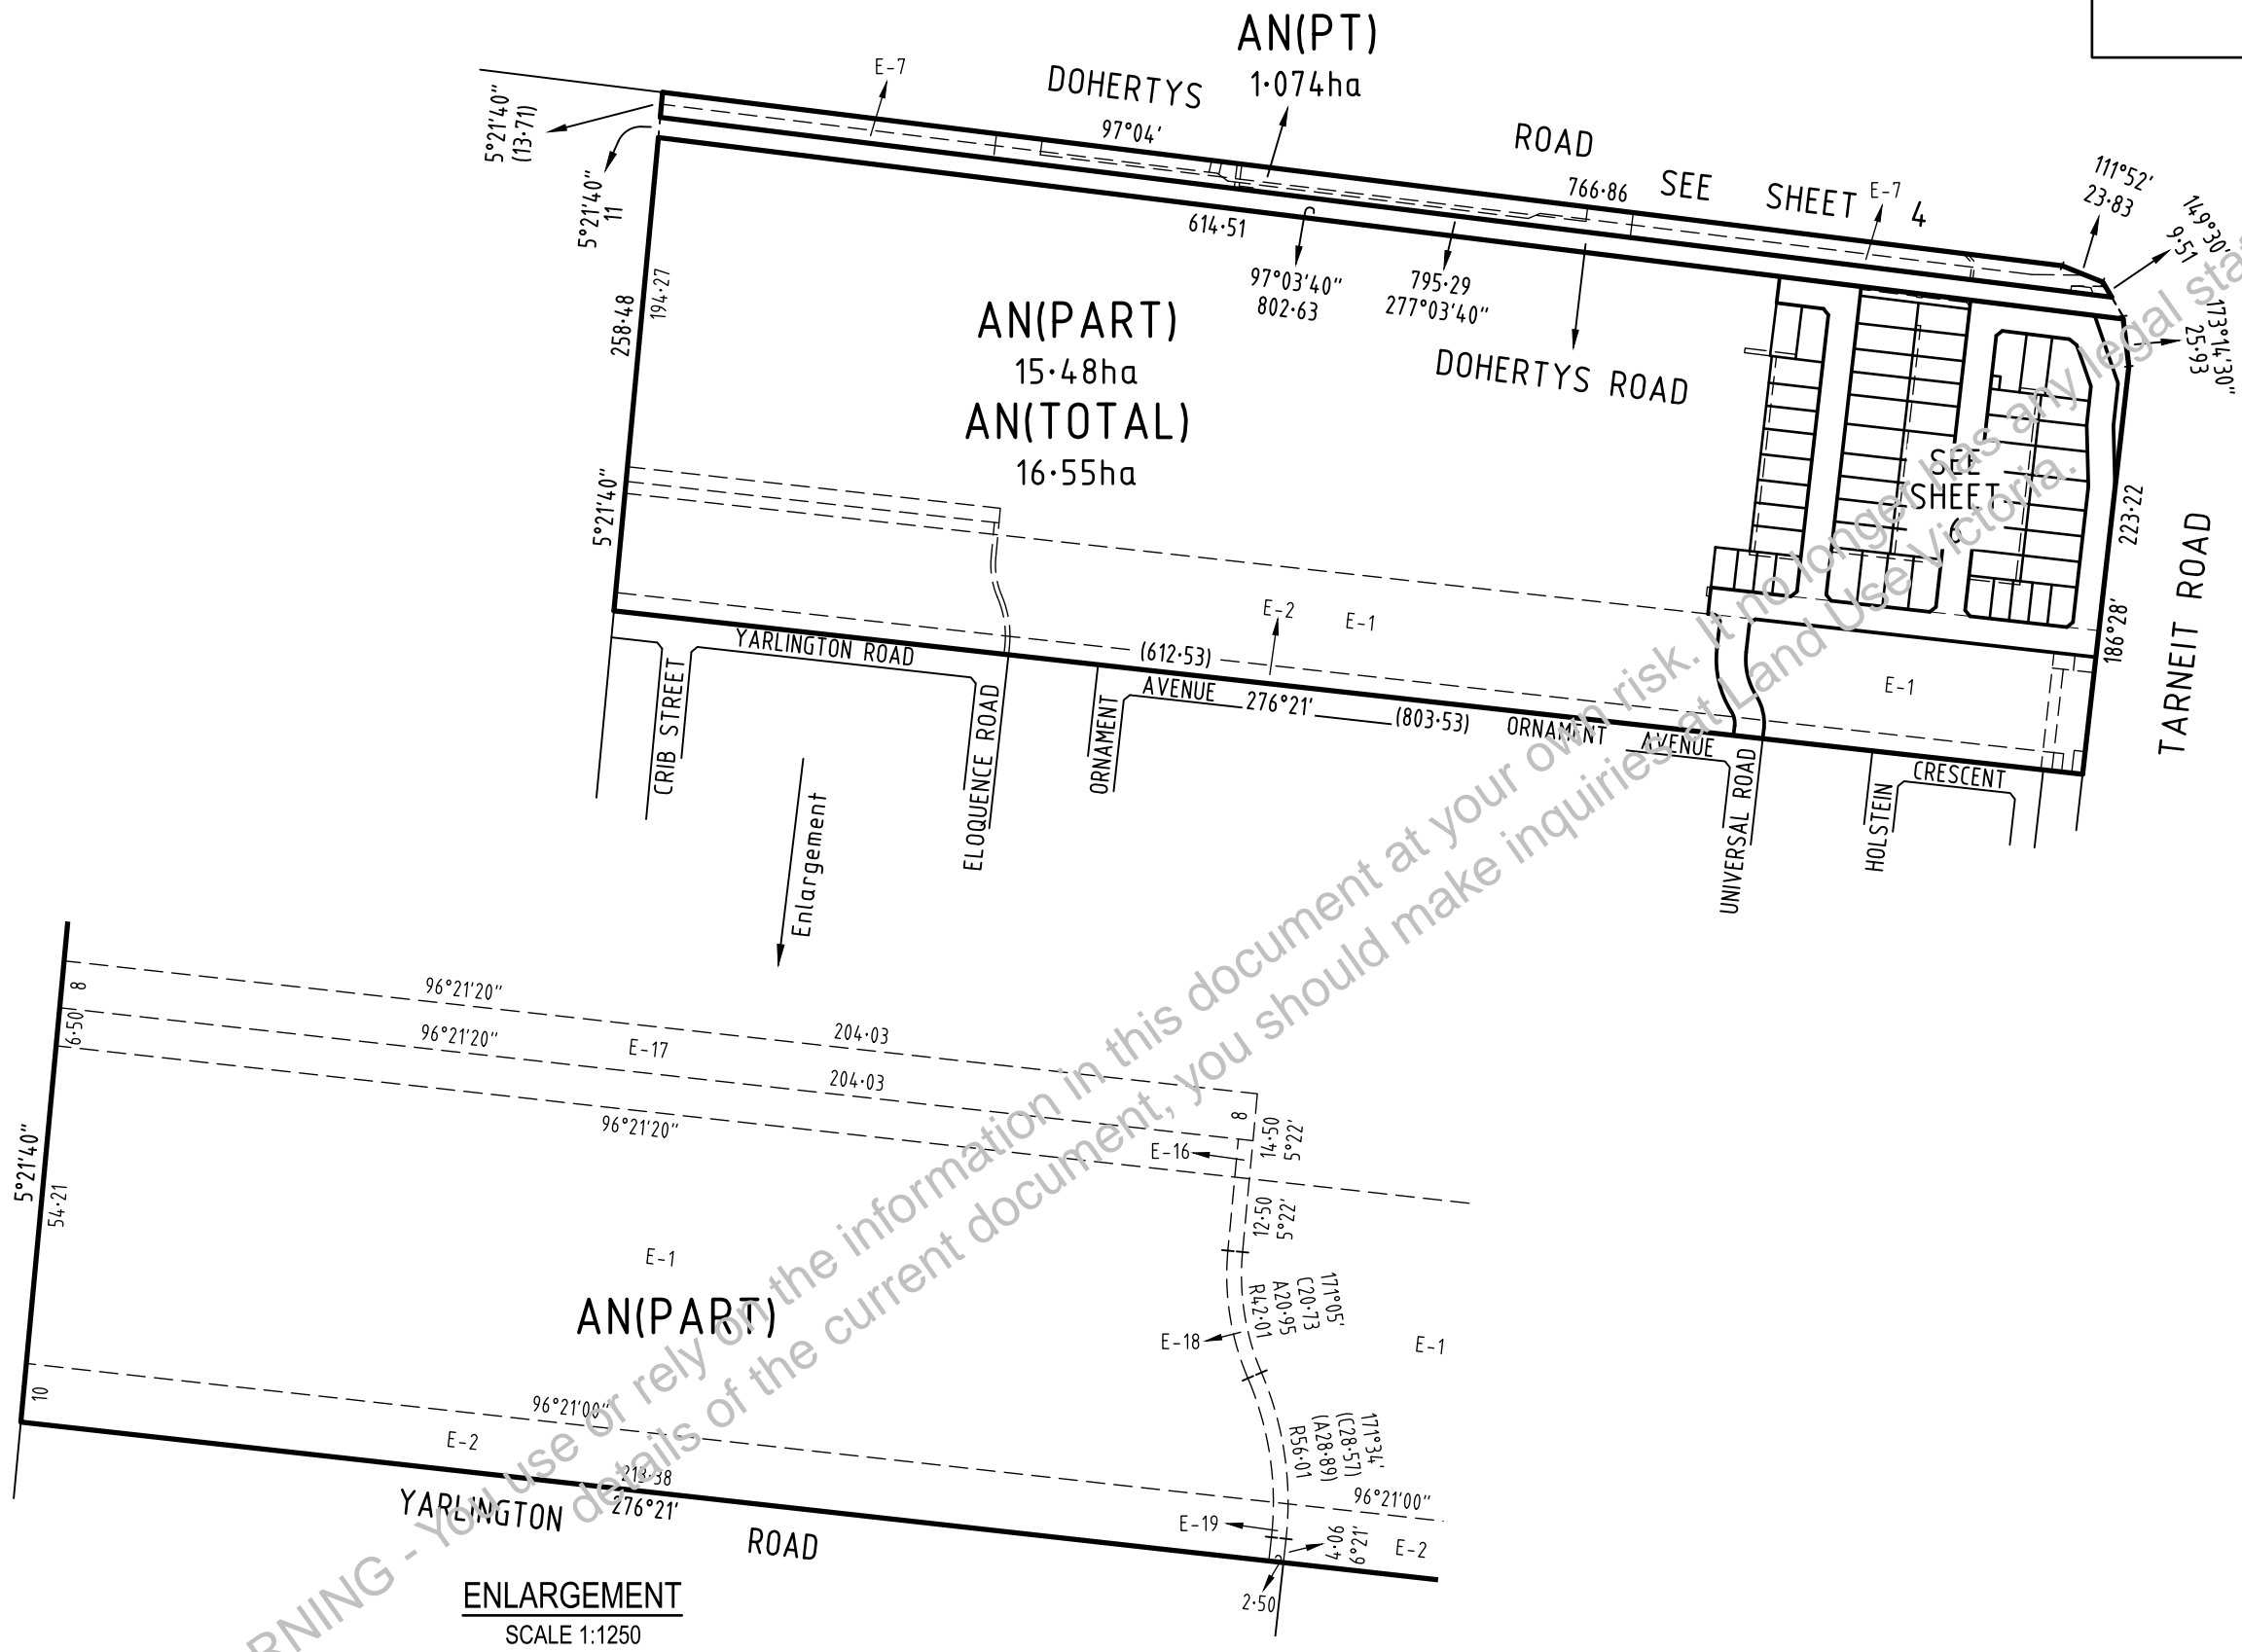 AN(PT)
1·074ha
E-7
DOHERTYS
ROAD
97°04'
766·86
SEE SHEET 4
E-7
111°52'
23·83
149°30'
9·51
173°14'30"
25·93
5°21'40"
(13·71)
5°21'40"
11
614·51
97°03'40"
802·63
795·29
277°03'40"
DOHERTYS ROAD
258·48
194·27
5°21'40"
AN(PART)
15·48ha
AN(TOTAL)
16·55ha
SEE
SHEET
6
223·22
186°28'
TARNEIT ROAD
E-2
E-1
E-1
(612·53)
YARLINGTON ROAD
AVENUE
276°21'
(803·53)
ORNAMENT
AVENUE
CRESCENT
CRIB STREET
ELOQUENCE ROAD
ORNAMENT
UNIVERSAL ROAD
HOLSTEIN
Enlargement
8
96°21'20"
204·03
6·50
96°21'20"
E-17
204·03
96°21'20"
8
14·50
5°22'
E-16
12·50
5°22'
5°21'40"
54·21
E-1
AN(PART)
171°05'
C20·73
A20·95
R42·01
E-18
E-1
10
96°21'00"
E-2
171°34'
(C28·57)
(A28·89)
R56·01
96°21'00"
213·38
276°21'
YARLINGTON
ROAD
E-19
4·06
6°21'
E-2
2·50
ENLARGEMENT
SCALE 1:1250
RNING - You use or rely on the information in this document at your own risk. It no longer has any legal sta
details of the current document, you should make inquiries at Land Use Victoria.